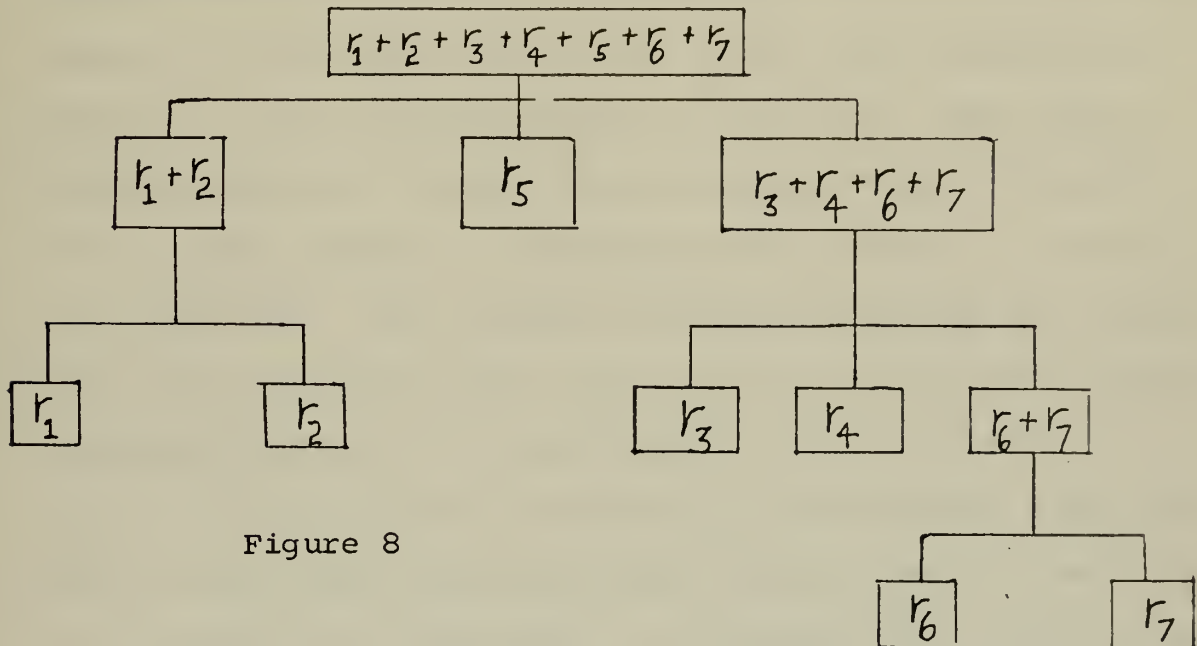 r₁ + r₂ + r₃ + r₄ + r₅ + r₆ + r₇
r₁ + r₂
r₅
r₃ + r₄ + r₆ + r₇
r₁
r₂
r₃
r₄
r₆ + r₇
Figure 8
r₆
r₇